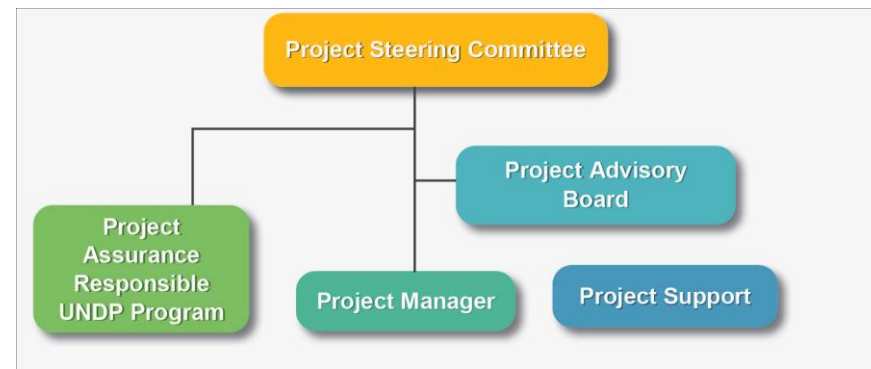 Project Steering Committee
Project Advisory
Board
Project
Assurance
Responsible
UNDP Program
Project Manager
Project Support